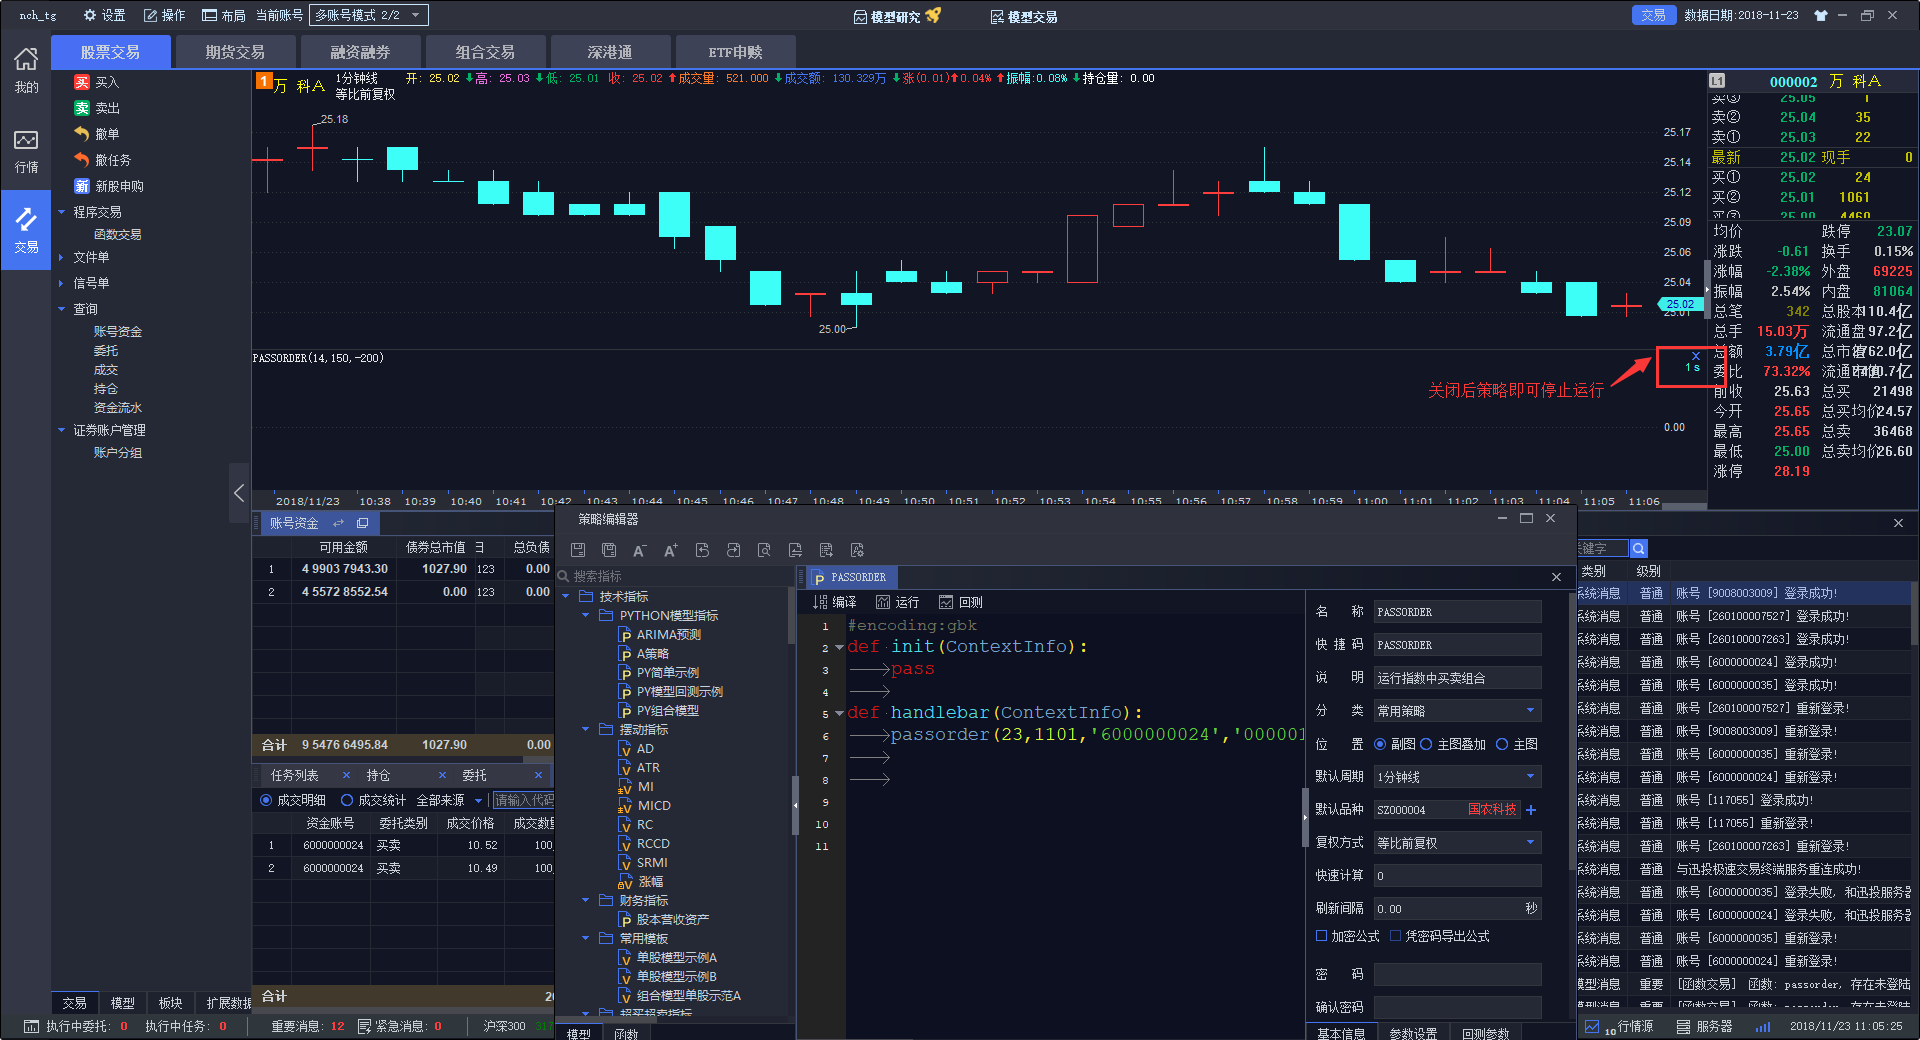 nch_tg 设置 操作 布局 当前账号 多账号模式 2/2 模型研究 模型交易 交易 数据日期:2018-11-23
股票交易 期货交易 融资融券 组合交易 深港通 ETF申赎
我的
行情
交易
买 买入
卖 卖出
撤单
撤任务
新 新股申购
程序交易
函数交易
文件单
信号单
查询
账号资金
委托
成交
持仓
资金流水
证券账户管理
账户分组
1 万 科A 1分钟线 开: 25.02 高: 25.03 低: 25.01 收: 25.02 成交量: 521.000 成交额: 130.329万 涨(0.01) 0.04% 振幅:0.08% 持仓量: 0.00
等比前复权
25.18
25.00
25.17
25.14
25.12
25.09
25.06
25.04
25.02
25.01
PASSORDER(14,150,-200)
X
1 s
关闭后策略即可停止运行
0.00
2018/11/23 10:38 10:39 10:40 10:41 10:42 10:43 10:44 10:45 10:46 10:47 10:48 10:49 10:50 10:51 10:52 10:53 10:54 10:55 10:56 10:57 10:58 10:59 11:00 11:01 11:02 11:03 11:04 11:05 11:06
L1 000002 万 科A
卖③ 25.05 1
卖② 25.04 35
卖① 25.03 22
最新 25.02 现手 0
买① 25.02 24
买② 25.01 1061
买③ 25.00 4460
均价 跌停 23.07
涨跌 -0.61 换手 0.15%
涨幅 -2.38% 外盘 69225
振幅 2.54% 内盘 81064
总笔 342 总股本110.4亿
总手 15.03万 流通盘 97.2亿
总额 3.79亿 总市值 762.0亿
委比 73.32% 流通市值
前收 25.63 总买 21498
今开 25.65 总买均价24.57
最高 25.65 总卖 36468
最低 25.00 总卖均价26.60
涨停 28.19
账号资金
可用金额 债券总市值 日 总负债
1 4 9903 7943.30 1027.90 123 0.00
2 4 5572 8552.54 0.00 123 0.00
合计 9 5476 6495.84 1027.90 0.00
任务列表 × 持仓 × 委托 ×
成交明细 成交统计 全部来源 请输入代码
资金账号 委托类别 成交价格 成交数量
1 6000000024 买卖 10.52 100
2 6000000024 买卖 10.49 100
合计 20
交易 模型 板块 扩展数据
执行中委托: 0 执行中任务: 0 重要消息: 12 紧急消息: 0 沪深300 317
策略编辑器
搜索指标
技术指标
PYTHON模型指标
ARIMA预测
A策略
PY简单示例
PY模型回测示例
PY组合模型
摆动指标
AD
ATR
MI
MICD
RC
RCCD
SRMI
涨幅
财务指标
股本营收资产
常用模板
单股模型示例A
单股模型示例B
组合模型单股示范A
超买超卖指标
模型 函数
PASSORDER
编译 运行 回测
1 #encoding:gbk
2 def init(ContextInfo):
3 pass
4
5 def handlebar(ContextInfo):
6 passorder(23,1101,'6000000024','000001
7
8
9
10
11
名 称 PASSORDER
快 捷 码 PASSORDER
说 明 运行指数中买卖组合
分 类 常用策略
位 置 副图 主图叠加 主图
默认周期 1分钟线
默认品种 SZ000004 国农科技 +
复权方式 等比前复权
快速计算 0
刷新间隔 0.00 秒
加密公式 凭密码导出公式
密 码
确认密码
基本信息 参数设置 回测参数
关键字
类别 级别
系统消息 普通 账号 [9008003009] 登录成功!
系统消息 普通 账号 [260100007527] 登录成功!
系统消息 普通 账号 [260100007263] 登录成功!
系统消息 普通 账号 [6000000024] 登录成功!
系统消息 普通 账号 [6000000035] 登录成功!
系统消息 普通 账号 [260100007527] 重新登录!
系统消息 普通 账号 [9008003009] 重新登录!
系统消息 普通 账号 [6000000035] 重新登录!
系统消息 普通 账号 [6000000024] 重新登录!
系统消息 普通 账号 [117055] 登录成功!
系统消息 普通 账号 [117055] 重新登录!
系统消息 普通 账号 [260100007263] 重新登录!
系统消息 普通 与迅投极速交易终端服务重连成功!
系统消息 普通 账号 [6000000035] 登录失败, 和迅投服务器
系统消息 普通 账号 [6000000024] 登录失败, 和迅投服务器
系统消息 普通 账号 [6000000035] 重新登录!
系统消息 普通 账号 [6000000024] 重新登录!
模型消息 重要 [函数交易] 函数: passorder, 存在未登陆
模型消息 重要 [函数交易] 函数: passorder, 存在未登陆
10行情源 服务器 2018/11/23 11:05:25